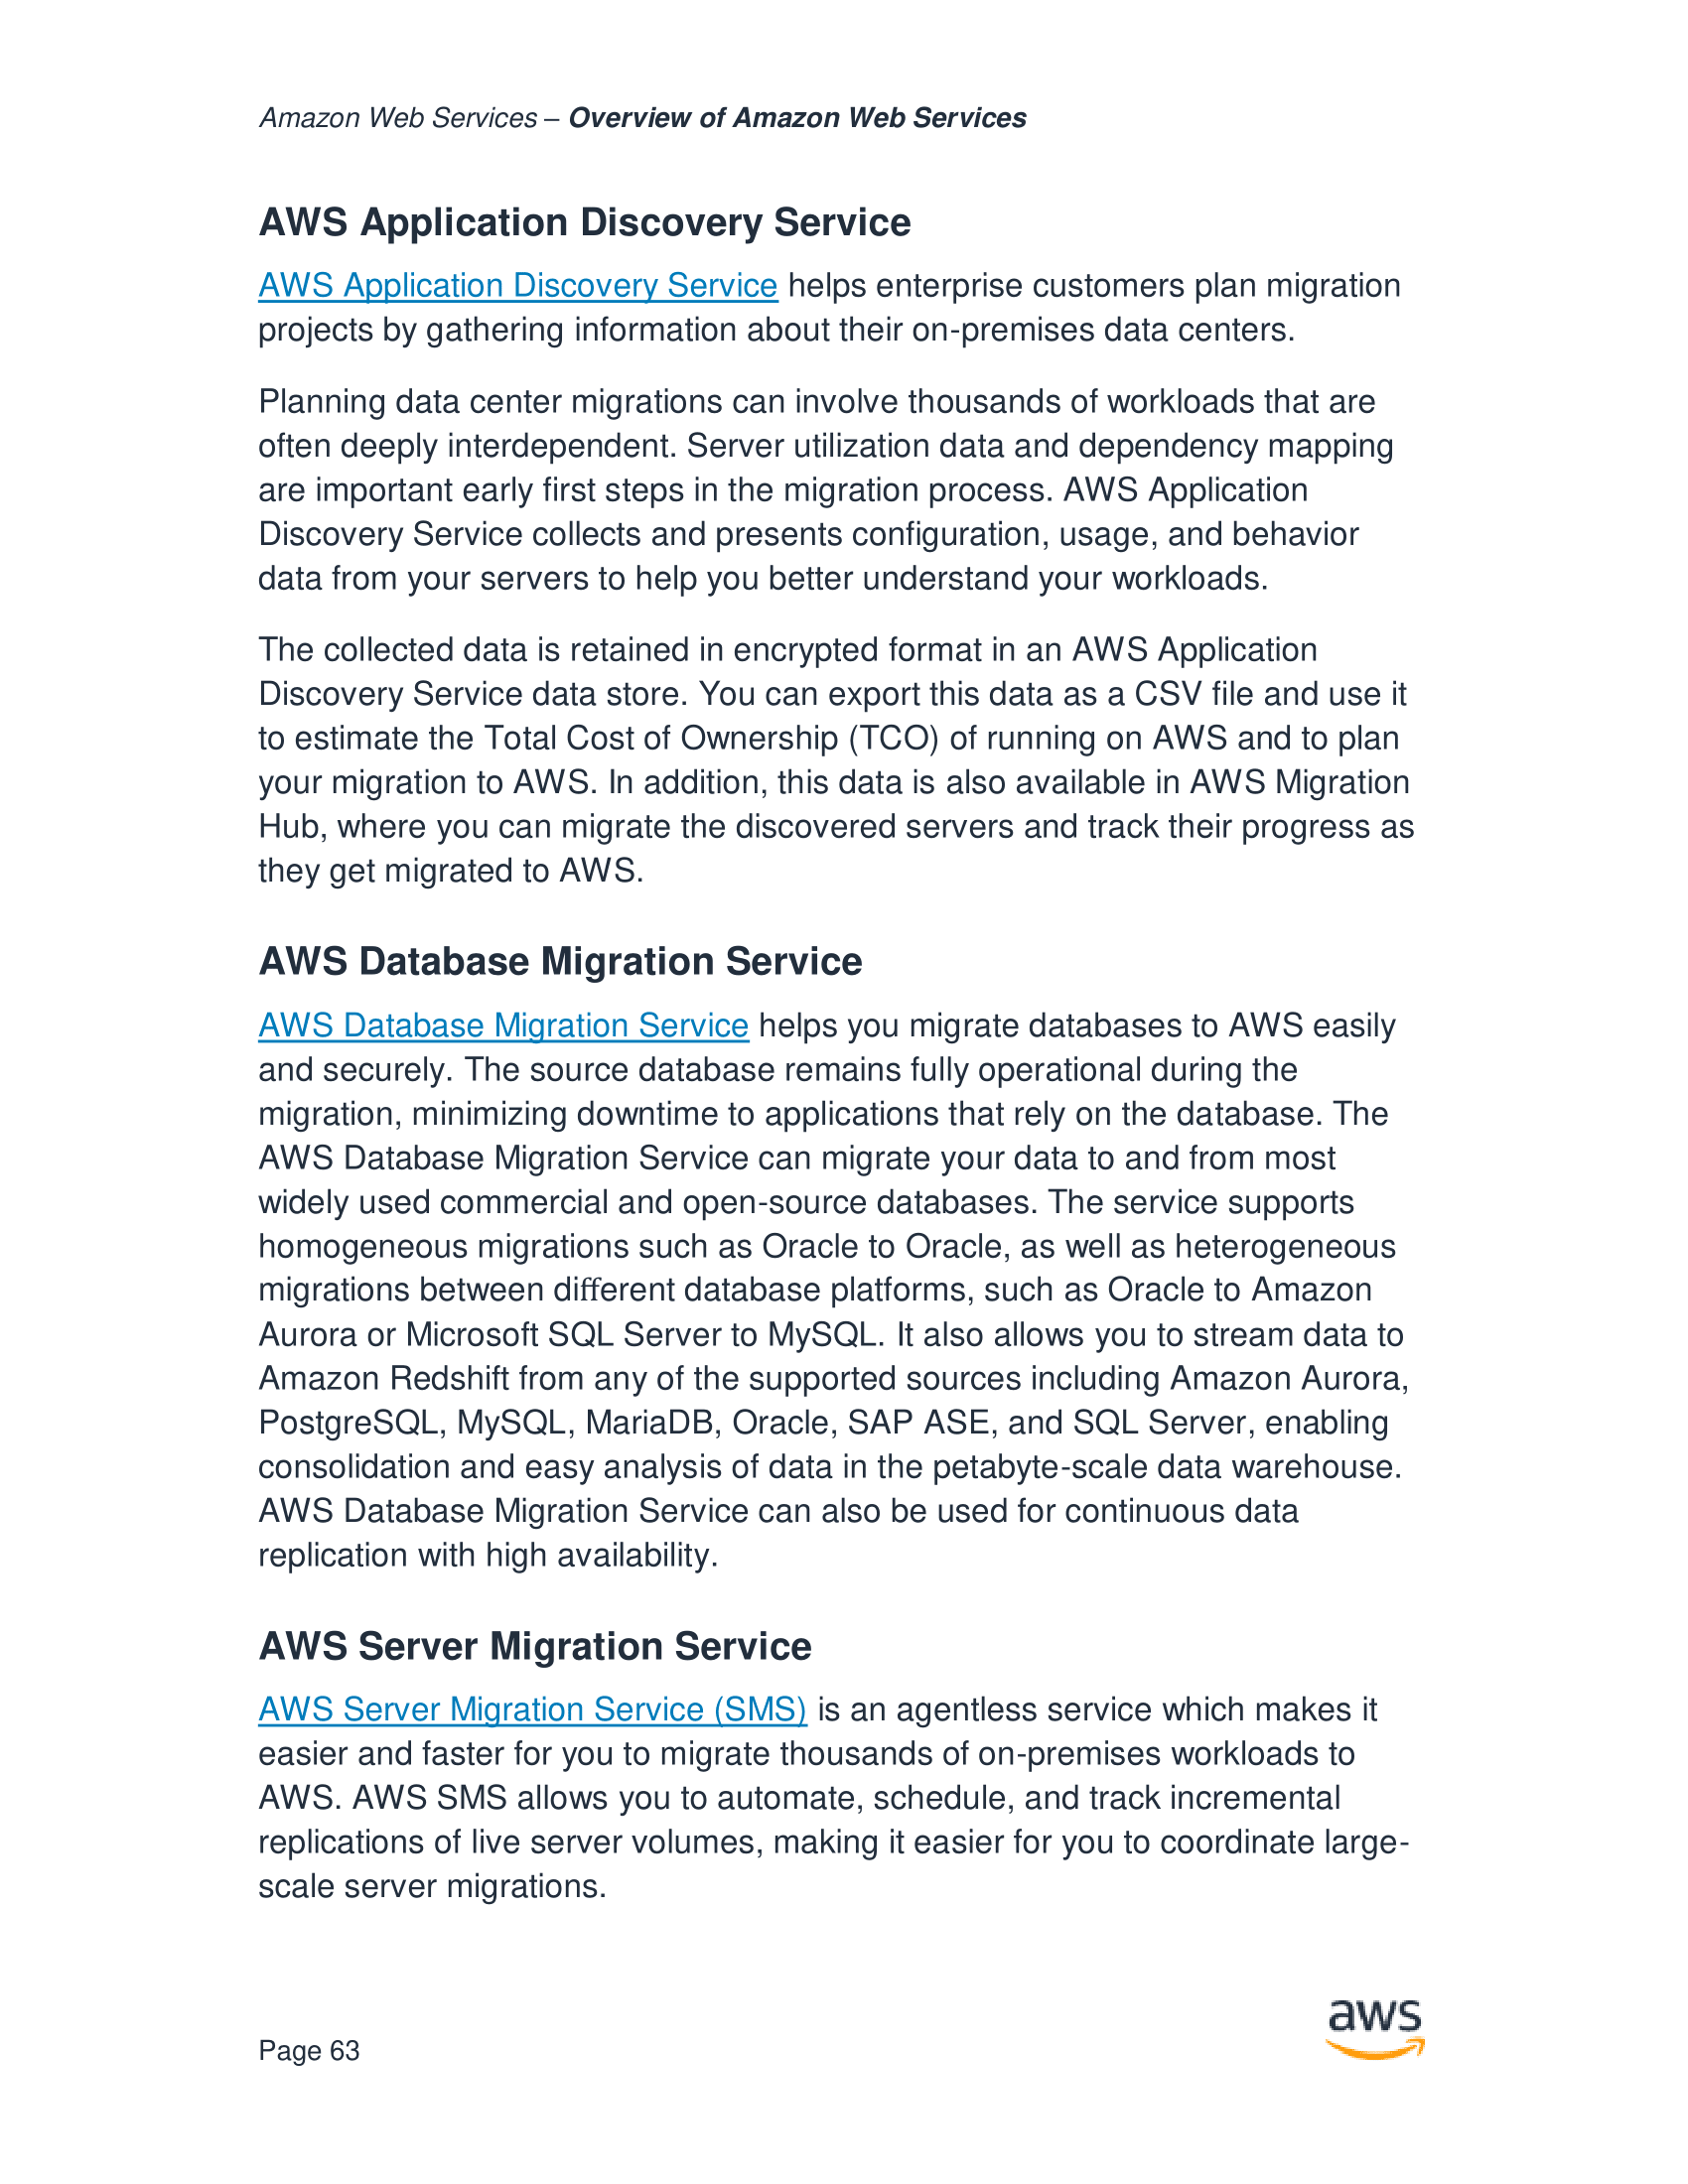 Amazon Web Services – Overview of Amazon Web Services
AWS Application Discovery Service
AWS Application Discovery Service helps enterprise customers plan migration
projects by gathering information about their on-premises data centers.
Planning data center migrations can involve thousands of workloads that are
often deeply interdependent. Server utilization data and dependency mapping
are important early first steps in the migration process. AWS Application
Discovery Service collects and presents configuration, usage, and behavior
data from your servers to help you better understand your workloads.
The collected data is retained in encrypted format in an AWS Application
Discovery Service data store. You can export this data as a CSV file and use it
to estimate the Total Cost of Ownership (TCO) of running on AWS and to plan
your migration to AWS. In addition, this data is also available in AWS Migration
Hub, where you can migrate the discovered servers and track their progress as
they get migrated to AWS.
AWS Database Migration Service
AWS Database Migration Service helps you migrate databases to AWS easily
and securely. The source database remains fully operational during the
migration, minimizing downtime to applications that rely on the database. The
AWS Database Migration Service can migrate your data to and from most
widely used commercial and open-source databases. The service supports
homogeneous migrations such as Oracle to Oracle, as well as heterogeneous
migrations between different database platforms, such as Oracle to Amazon
Aurora or Microsoft SQL Server to MySQL. It also allows you to stream data to
Amazon Redshift from any of the supported sources including Amazon Aurora,
PostgreSQL, MySQL, MariaDB, Oracle, SAP ASE, and SQL Server, enabling
consolidation and easy analysis of data in the petabyte-scale data warehouse.
AWS Database Migration Service can also be used for continuous data
replication with high availability.
AWS Server Migration Service
AWS Server Migration Service (SMS) is an agentless service which makes it
easier and faster for you to migrate thousands of on-premises workloads to
AWS. AWS SMS allows you to automate, schedule, and track incremental
replications of live server volumes, making it easier for you to coordinate large-
scale server migrations.
aws
Page 63